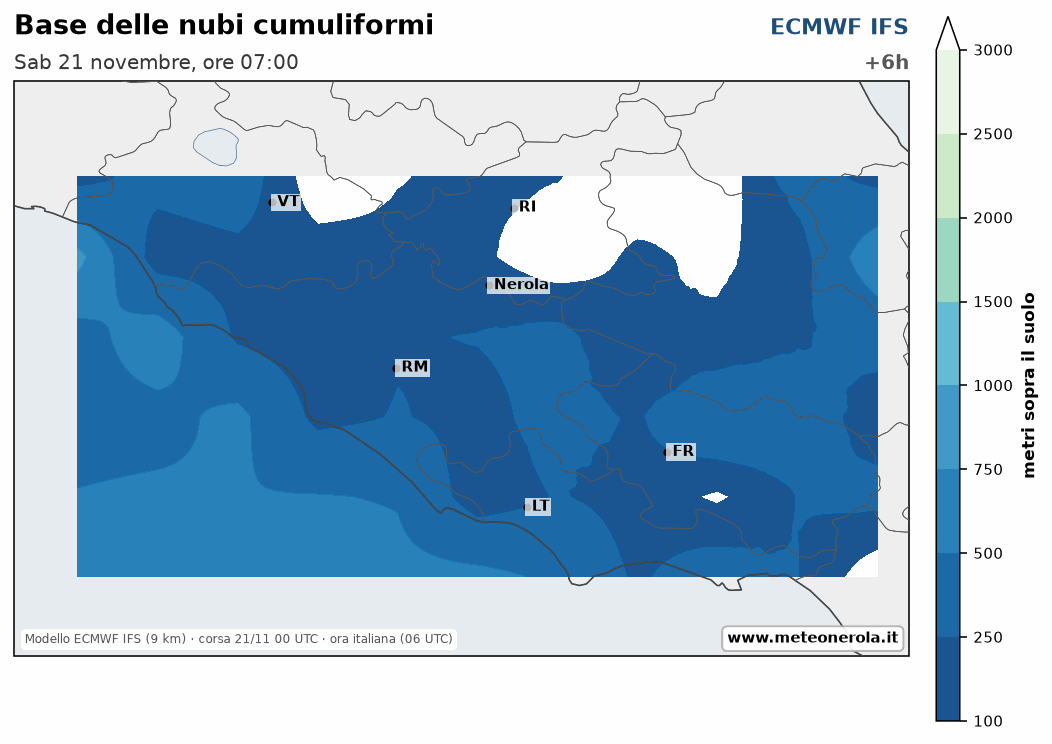 Base delle nubi cumuliformi
ECMWF IFS
Sab 21 novembre, ore 07:00
+6h
3000
2500
2000
1500
1000
750
500
250
100
metri sopra il suolo
VT
RI
Nerola
RM
FR
LT
Modello ECMWF IFS (9 km) · corsa 21/11 00 UTC · ora italiana (06 UTC)
www.meteonerola.it